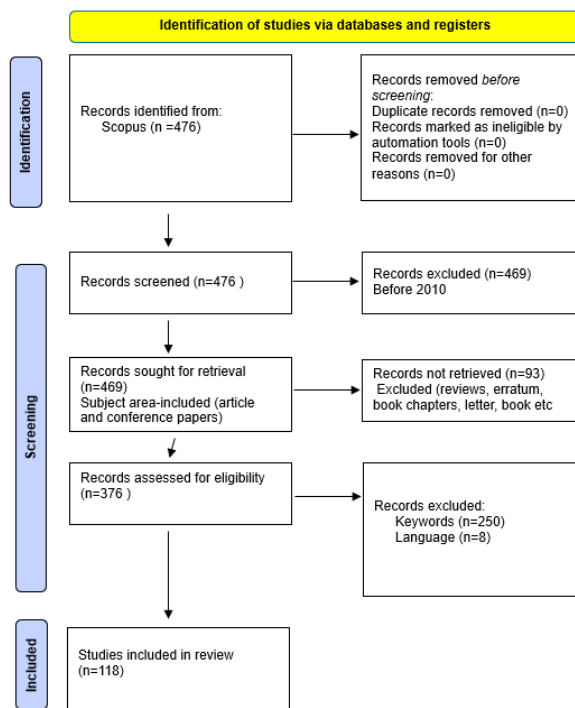 Identification of studies via databases and registers
Identification
Records identified from:
Scopus (n =476)
Records removed before
screening:
Duplicate records removed (n=0)
Records marked as ineligible by
automation tools (n=0)
Records removed for other
reasons (n=0)
Screening
Records screened (n=476 )
Records excluded (n=469)
Before 2010
Records sought for retrieval
(n=469)
Subject area-included (article
and conference papers)
Records not retrieved (n=93)
Excluded (reviews, erratum,
book chapters, letter, book etc
Records assessed for eligibility
(n=376 )
Records excluded:
Keywords (n=250)
Language (n=8)
Included
Studies included in review
(n=118)